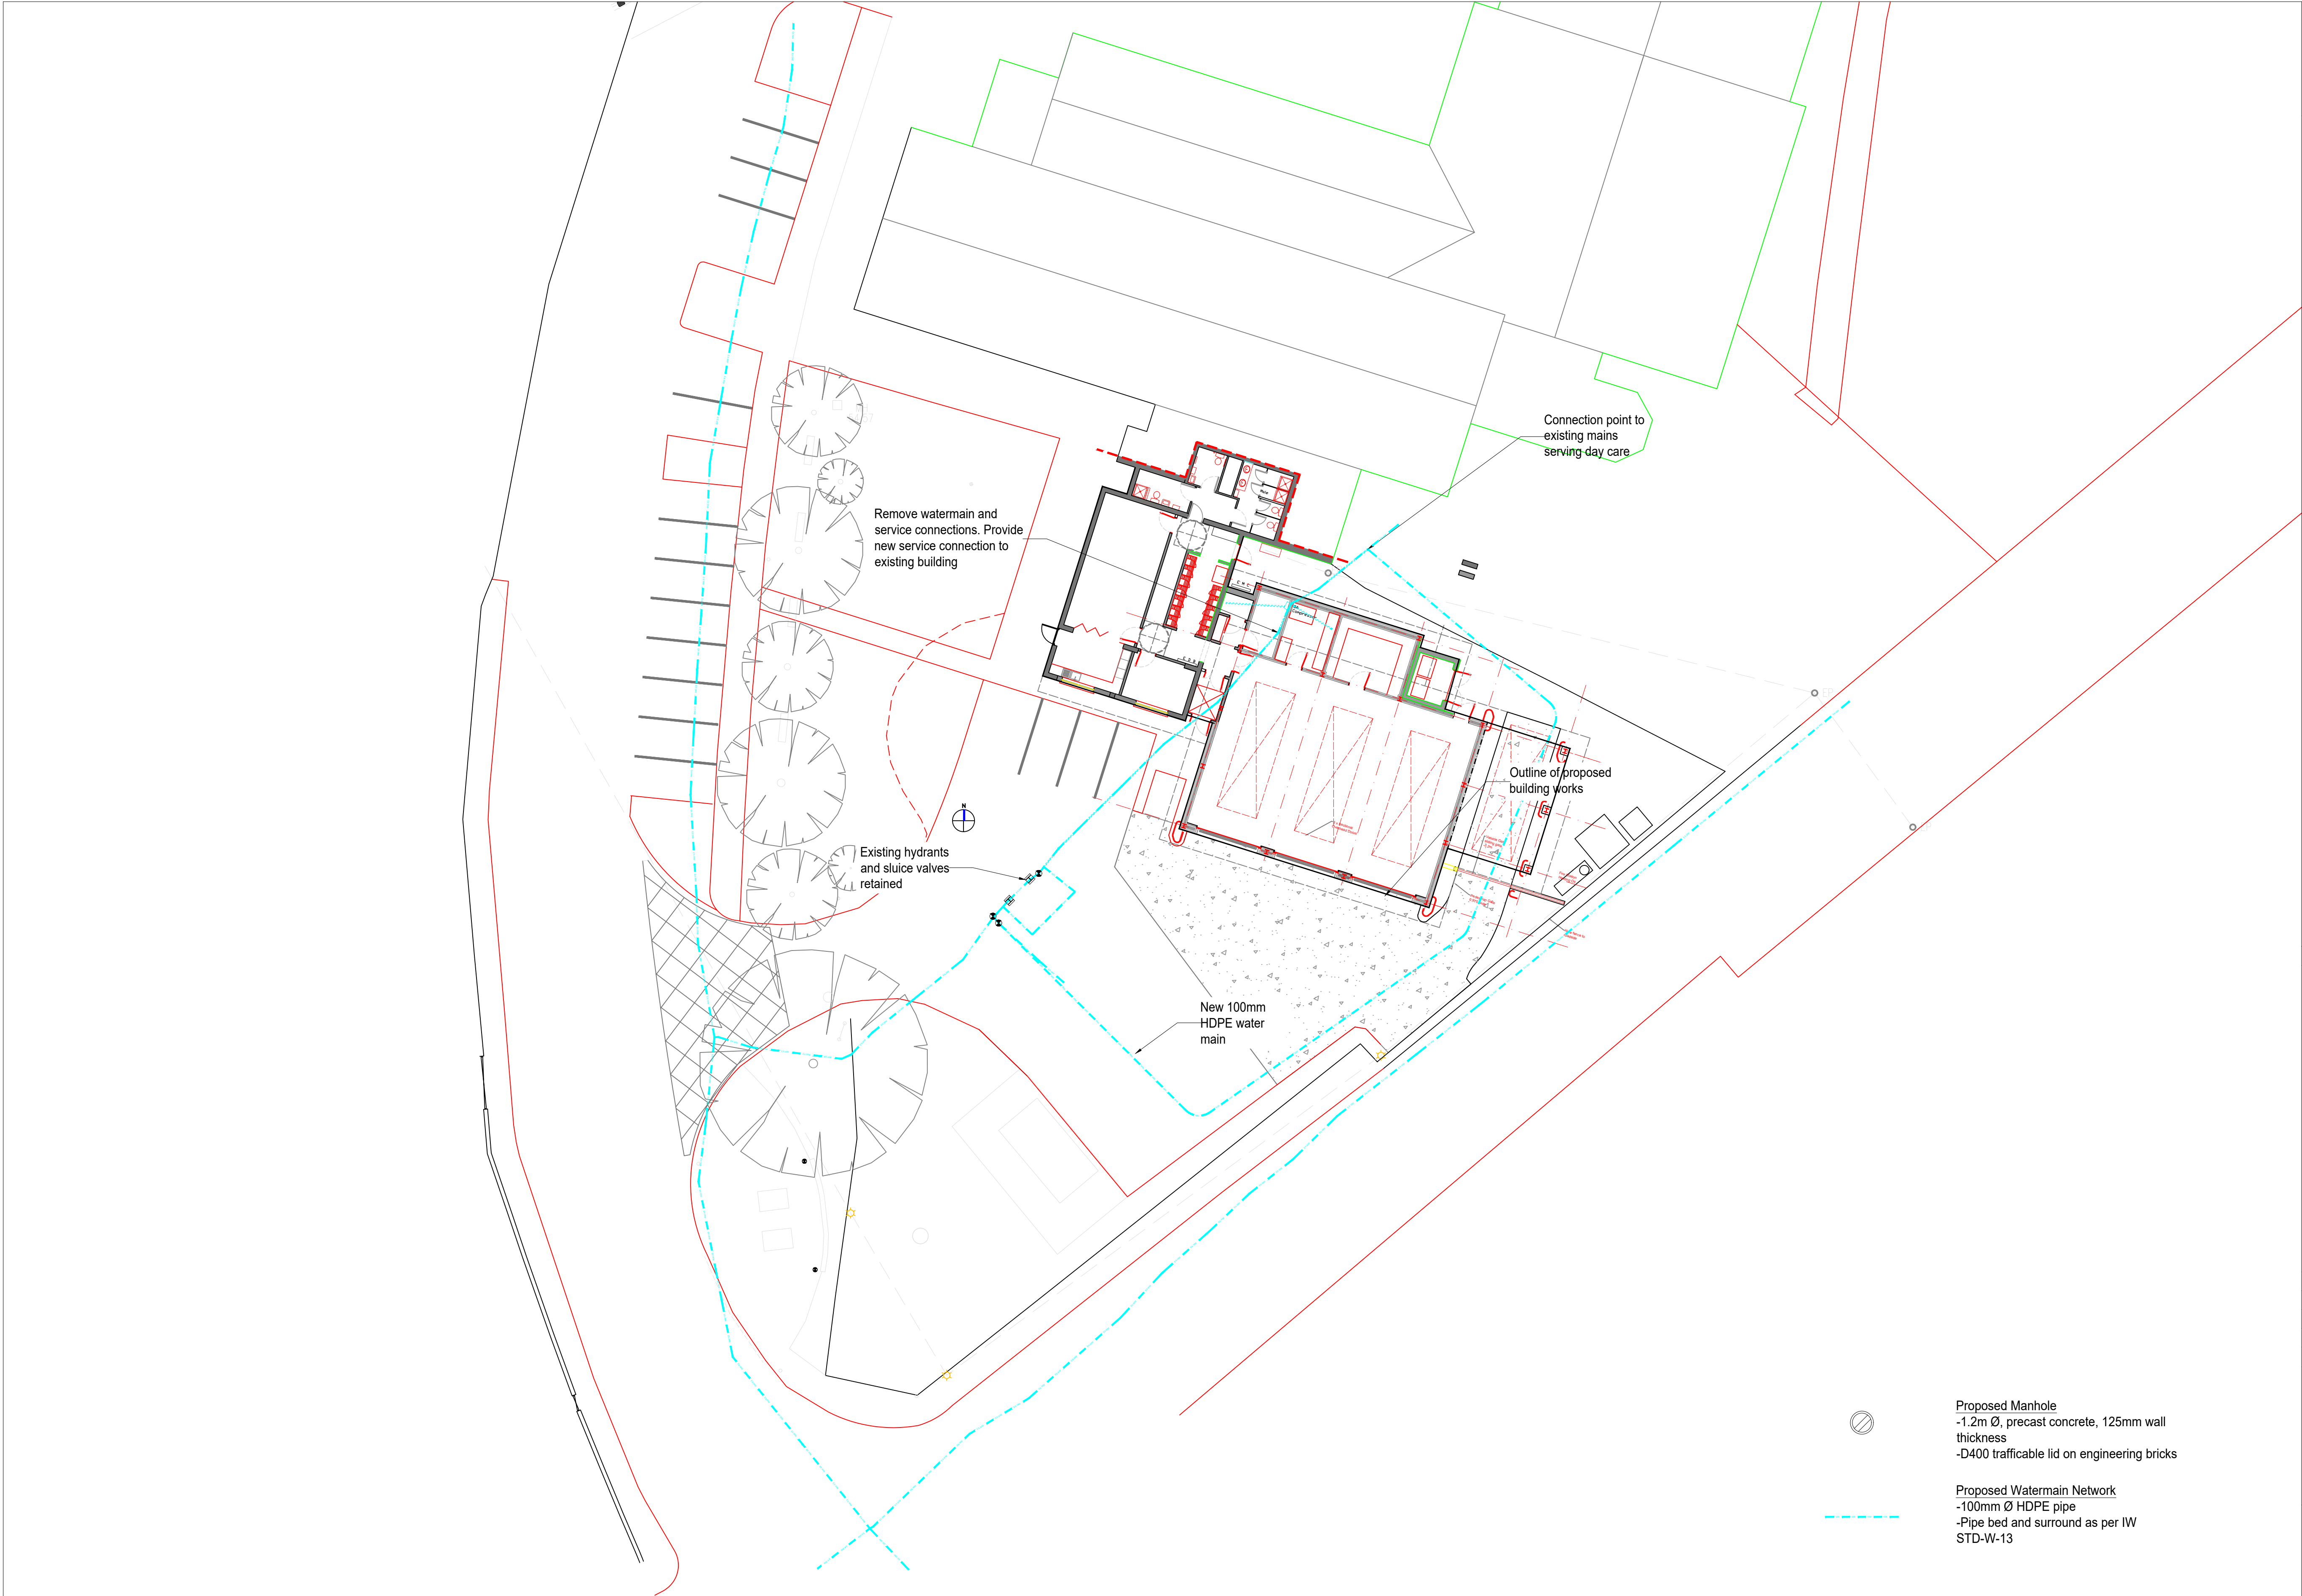 Connection point to
existing mains
serving day care
Remove watermain and
service connections. Provide
new service connection to
existing building
Outline of proposed
building works
N
Existing hydrants
and sluice valves
retained
New 100mm
HDPE water
main
Proposed Manhole
-1.2m Ø, precast concrete, 125mm wall
thickness
-D400 trafficable lid on engineering bricks
Proposed Watermain Network
-100mm Ø HDPE pipe
-Pipe bed and surround as per IW
STD-W-13